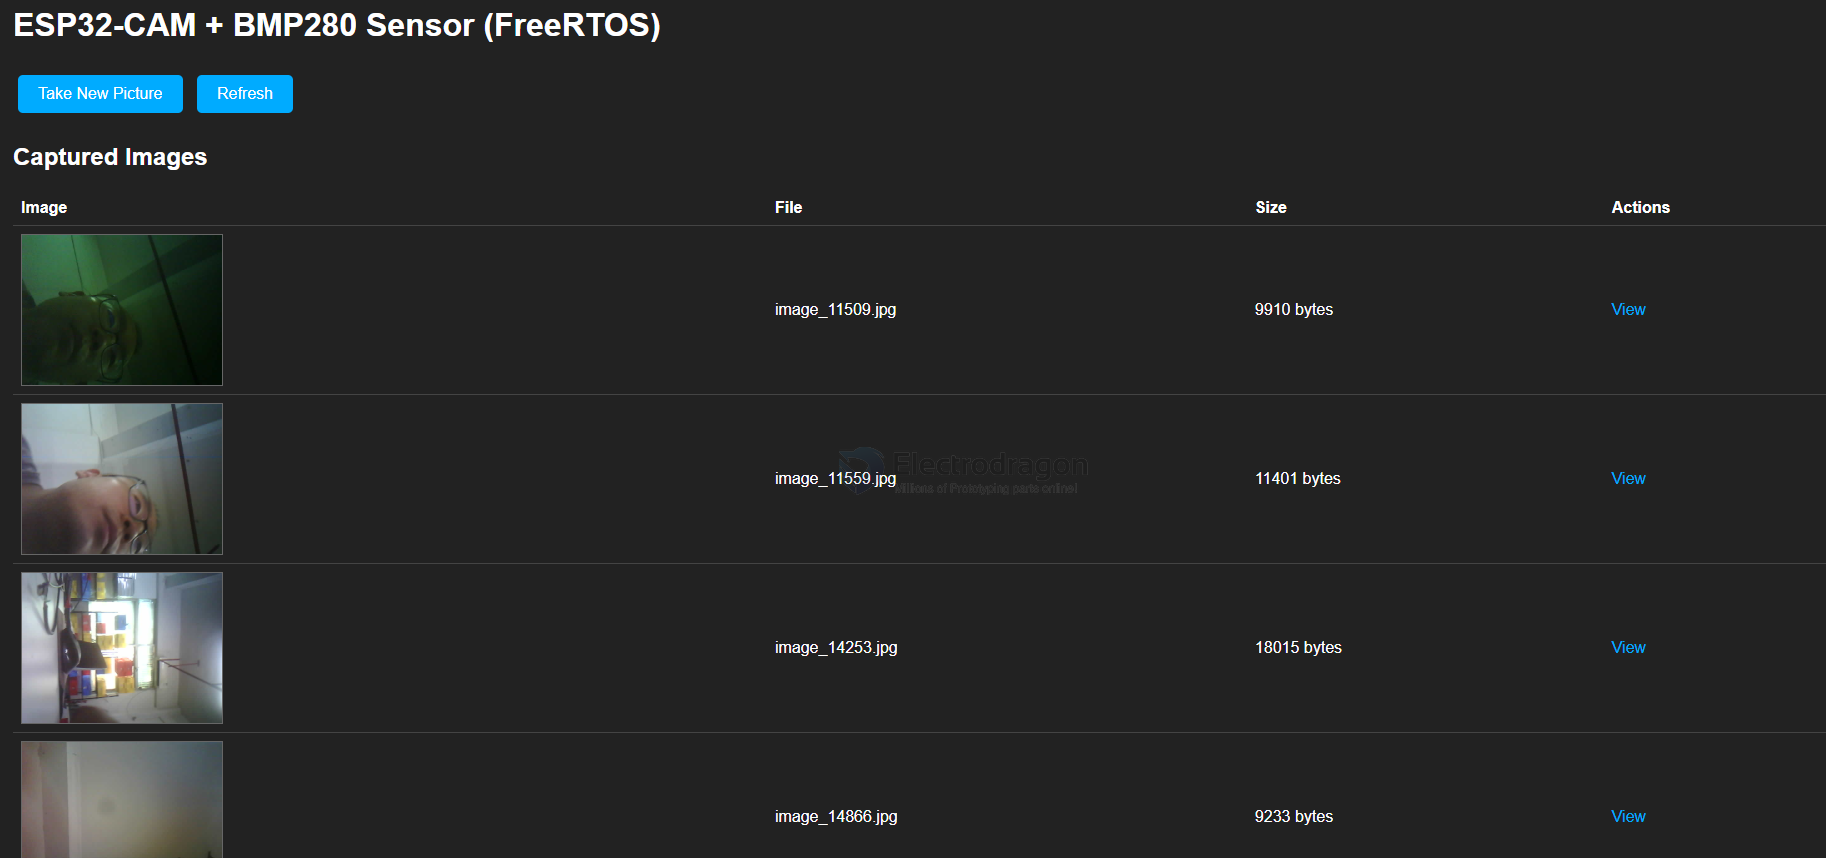 ESP32-CAM + BMP280 Sensor (FreeRTOS)
Take New Picture Refresh
Captured Images
Image File Size Actions
image_11509.jpg 9910 bytes View
Electrodragon
Millions of Prototyping parts online!
image_11559.jpg 11401 bytes View
image_14253.jpg 18015 bytes View
image_14866.jpg 9233 bytes View